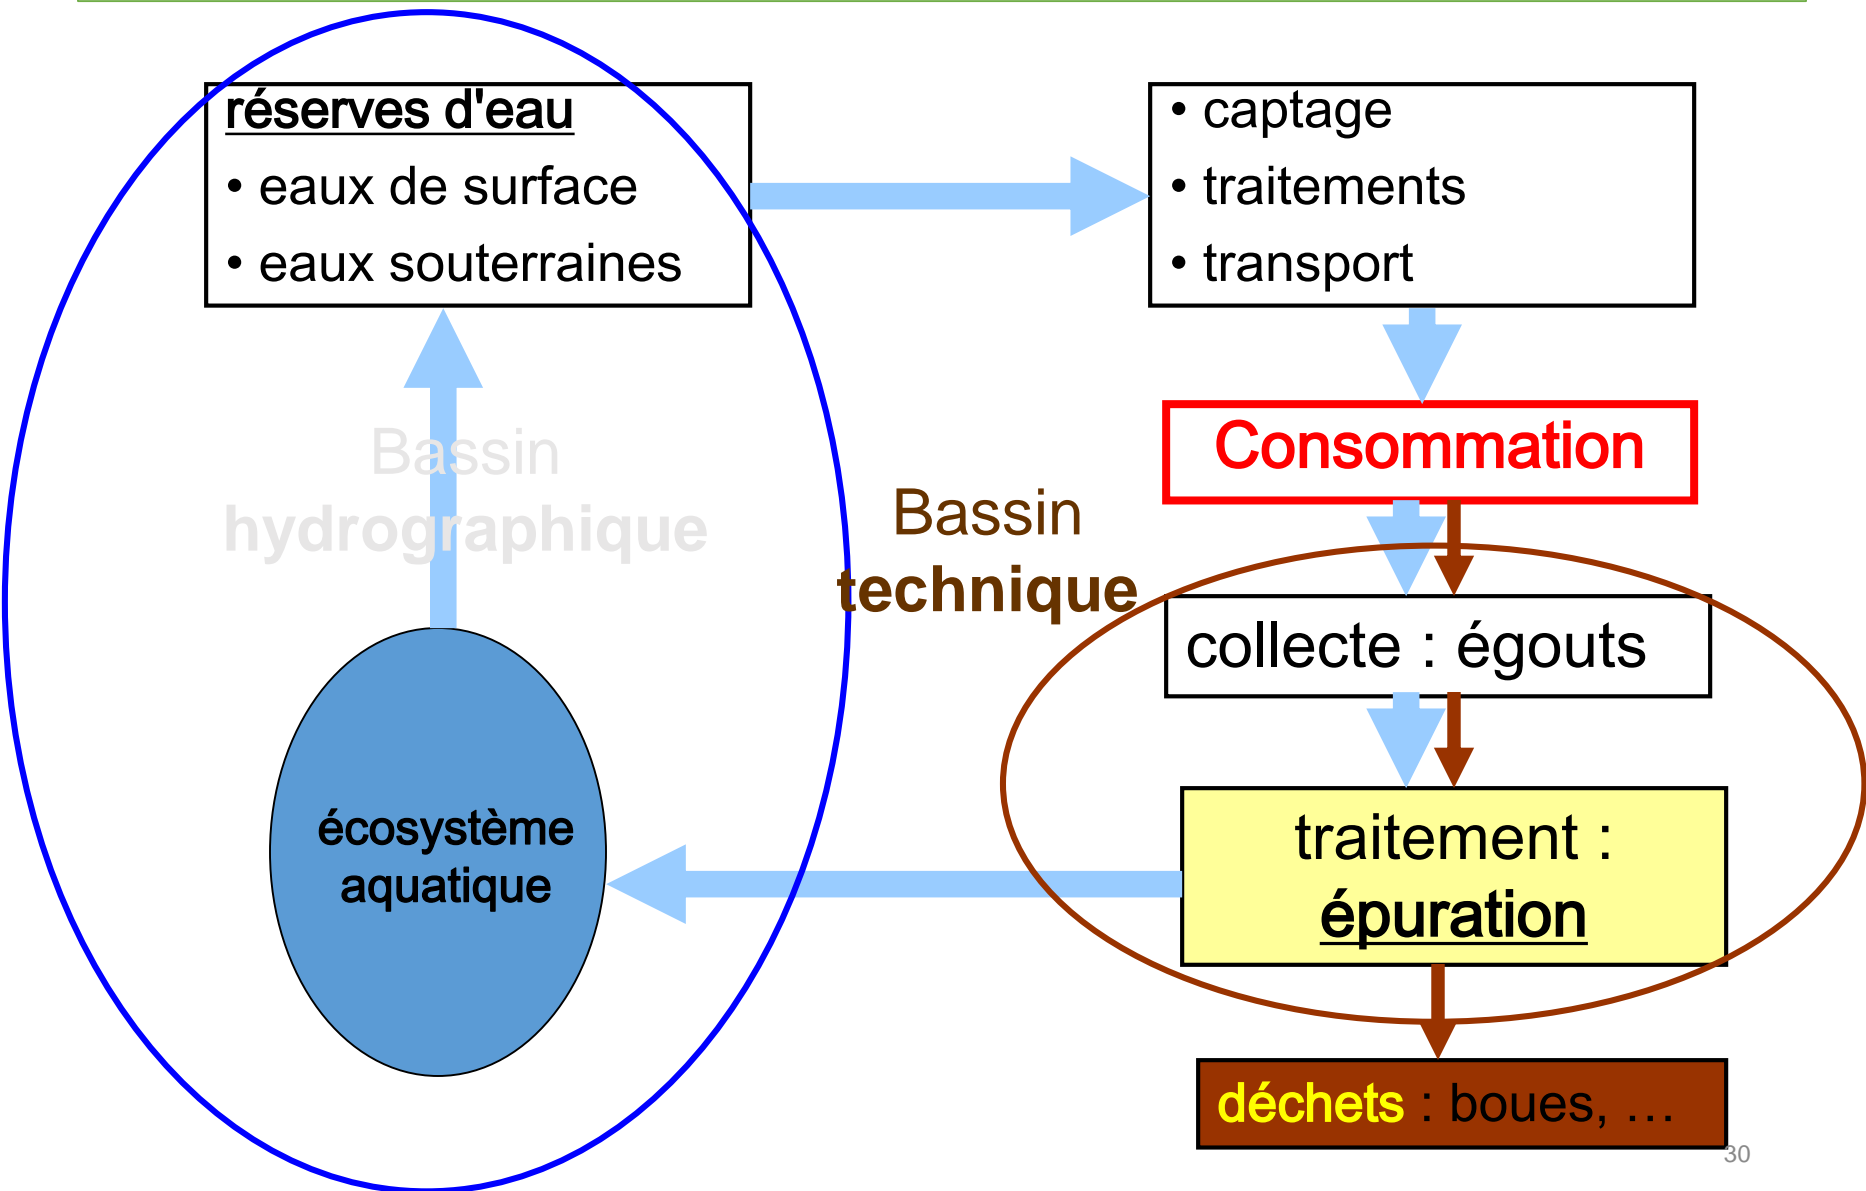 réserves d'eau
• eaux de surface
• eaux souterraines
• captage
• traitements
• transport
Consommation
Bassin
hydrographique
Bassin
technique
collecte : égouts
écosystème
aquatique
traitement :
épuration
déchets : boues, …
30